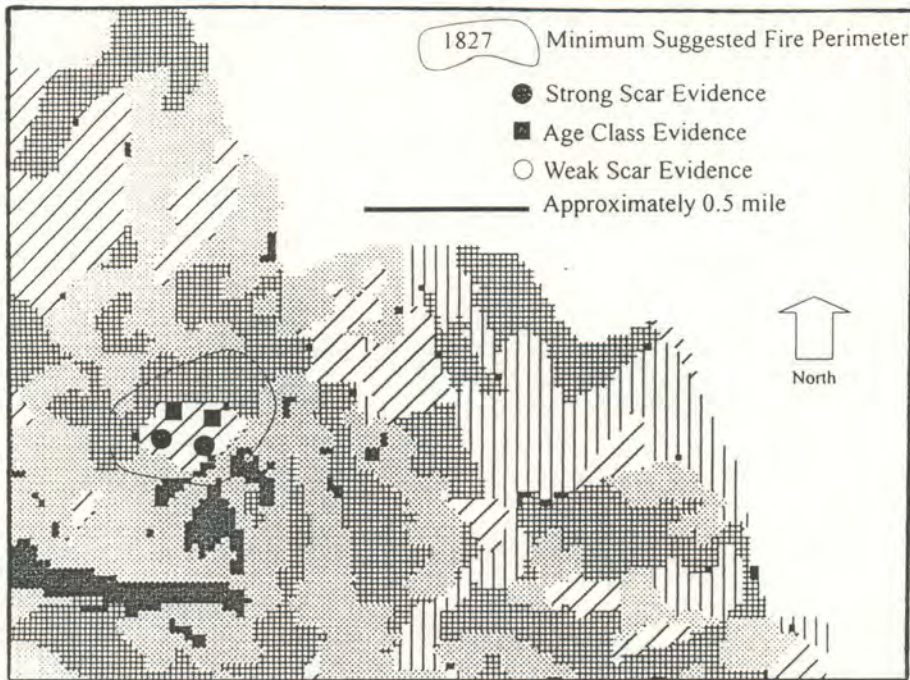 1827 Minimum Suggested Fire Perimeter
Strong Scar Evidence
Age Class Evidence
Weak Scar Evidence
Approximately 0.5 mile
North